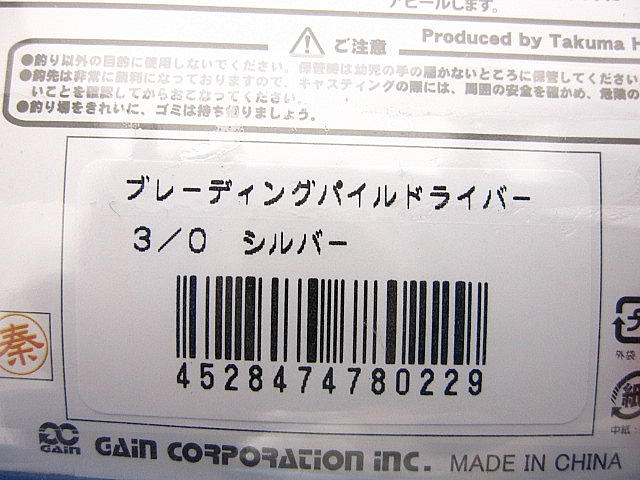 アピールします。
Produced by Takuma H
ご注意
●釣り以外の目的に使用しないでください。保管時は幼児の手の届かないところに保管してください
●釣先は非常に鋭利になっておりますので、キャスティングの際には、周囲の安全を確かめ、危険の
いことを確認してからおこなってください。
●釣り場をきれいに、ゴミは持ち帰りましょう。
ブレーディングパイルドライバー
3/0 シルバー
4528474780229
秦
外袋
紙
中紙:
GAIN
GAIN CORPORATION INC. MADE IN CHINA